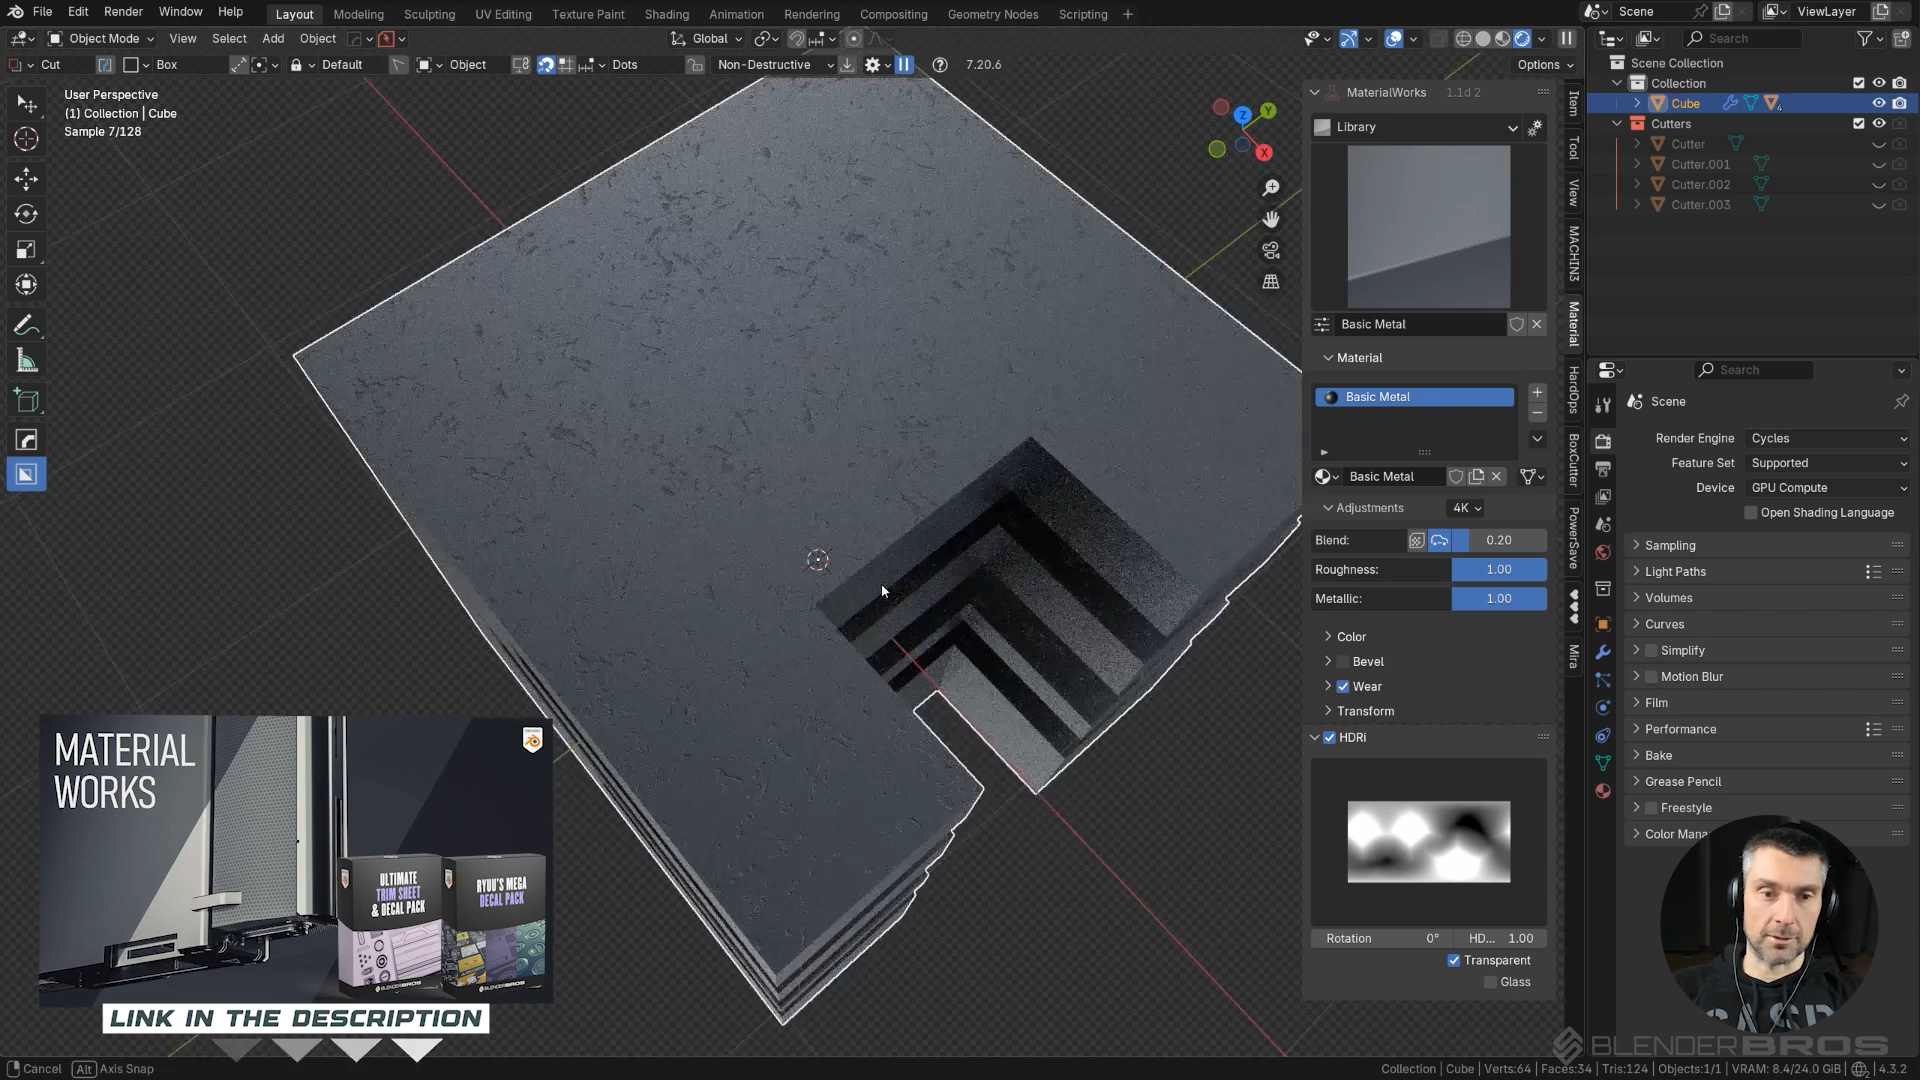 File Edit Render Window Help
Layout Modeling Sculpting UV Editing Texture Paint Shading Animation Rendering Compositing Geometry Nodes Scripting +
Scene
ViewLayer
Object Mode View Select Add Object
Global
Search
Cut Box Default Object Dots Non-Destructive 7.20.6 Options
User Perspective
(1) Collection | Cube
Sample 7/128
Scene Collection
Collection
Cube
Cutters
Cutter
Cutter.001
Cutter.002
Cutter.003
MaterialWorks 1.1d 2
Library
Basic Metal
Material
Basic Metal
Basic Metal
Adjustments 4K
Blend: 0.20
Roughness: 1.00
Metallic: 1.00
Color
Bevel
Wear
Transform
HDRi
Rotation 0° HD... 1.00
Transparent
Glass
Item
Tool
View
MACHIN3
Material
HardOps
BoxCutter
PowerSave
Mira
Search
Scene
Render Engine Cycles
Feature Set Supported
Device GPU Compute
Open Shading Language
Sampling
Light Paths
Volumes
Curves
Simplify
Motion Blur
Film
Performance
Bake
Grease Pencil
Freestyle
Color Mana
X
Y
Z
MATERIAL
WORKS
ULTIMATE
TRIM SHEET
& DECAL PACK
RYUU'S MEGA
DECAL PACK
BLENDERBROS
BLENDERBROS
LINK IN THE DESCRIPTION
BLENDERBROS
Cancel Alt Axis Snap
Collection | Cube | Verts:64 | Faces:34 | Tris:124 | Objects:1/1 | VRAM: 8.4/24.0 GiB | 4.3.2